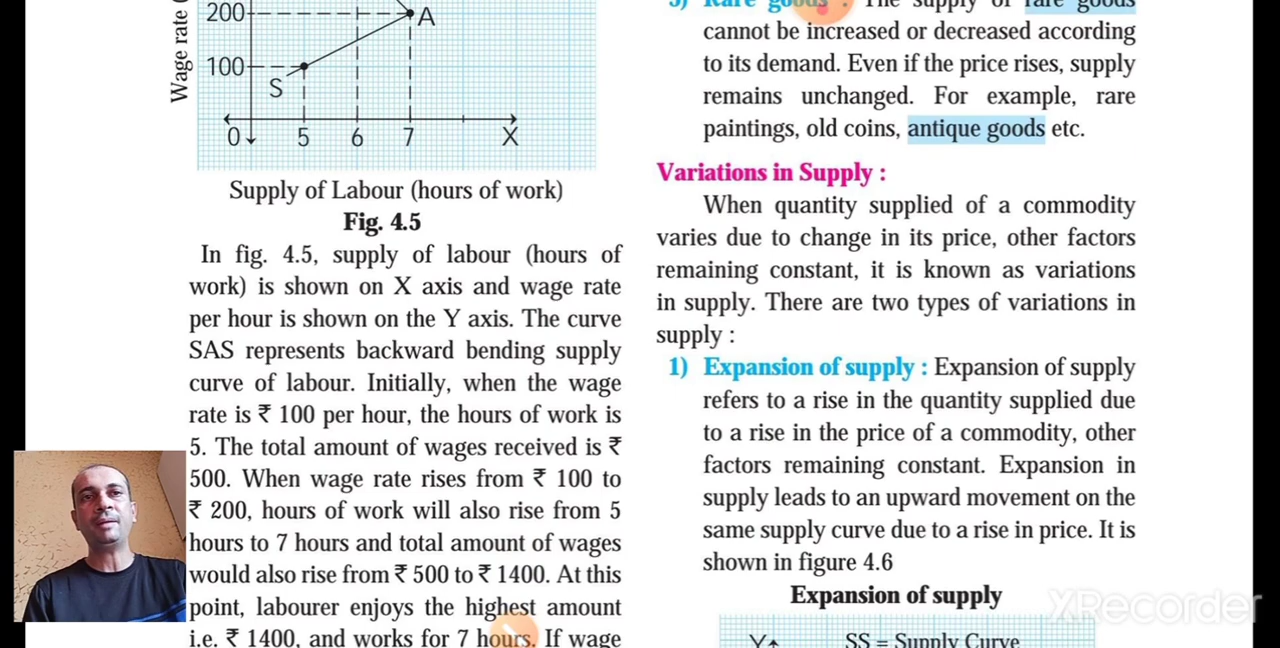 Wage rate (
200
A
100
S
0
5
6
7
X
Supply of Labour (hours of work)
Fig. 4.5
In fig. 4.5, supply of labour (hours of
work) is shown on X axis and wage rate
per hour is shown on the Y axis. The curve
SAS represents backward bending supply
curve of labour. Initially, when the wage
rate is ₹ 100 per hour, the hours of work is
5. The total amount of wages received is ₹
500. When wage rate rises from ₹ 100 to
₹ 200, hours of work will also rise from 5
hours to 7 hours and total amount of wages
would also rise from ₹ 500 to ₹ 1400. At this
point, labourer enjoys the highest amount
i.e. ₹ 1400, and works for 7 hours. If wage
Rare goods : The supply of rare goods
cannot be increased or decreased according
to its demand. Even if the price rises, supply
remains unchanged. For example, rare
paintings, old coins, antique goods etc.
Variations in Supply :
When quantity supplied of a commodity
varies due to change in its price, other factors
remaining constant, it is known as variations
in supply. There are two types of variations in
supply :
1) Expansion of supply : Expansion of supply
refers to a rise in the quantity supplied due
to a rise in the price of a commodity, other
factors remaining constant. Expansion in
supply leads to an upward movement on the
same supply curve due to a rise in price. It is
shown in figure 4.6
Expansion of supply
Y
SS = Supply Curve
XRecorder